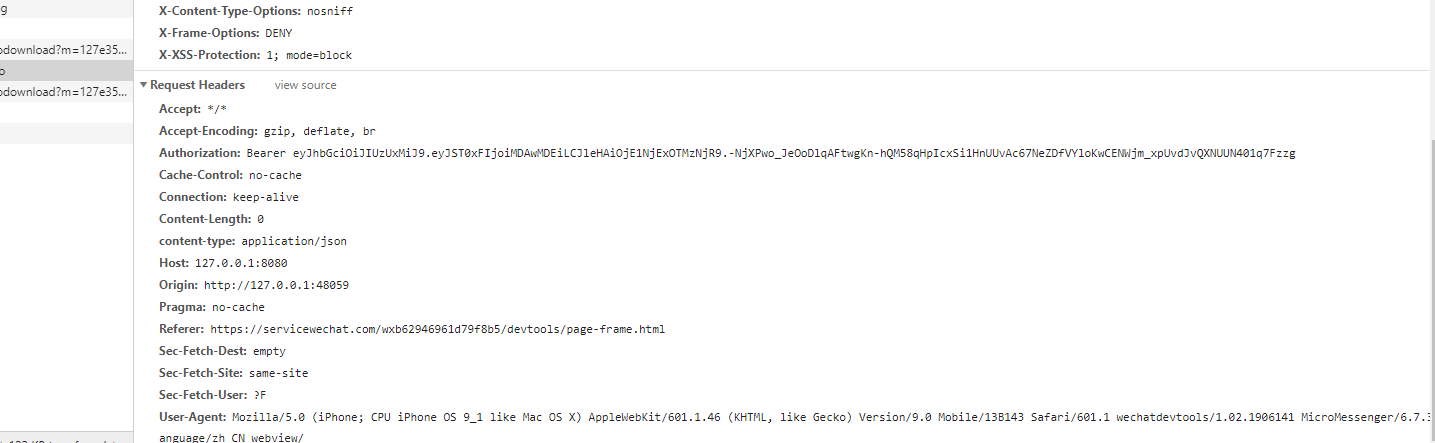 g
X-Content-Type-Options: nosniff
X-Frame-Options: DENY
odownload?m=127e35...
X-XSS-Protection: 1; mode=block
o
Request Headers view source
odownload?m=127e35...
Accept: */*
Accept-Encoding: gzip, deflate, br
Authorization: Bearer eyJhbGciOiJIUzUxMiJ9.eyJST0xFIjoiMDAwMDEiLCJleHAiOjE1NjExOTMzNjR9.-NjXPwo_JeOoDlqAFtwgKn-hQM58qHpIcxSi1HnUUvAc67NeZDfVYloKwCENWjm_xpUvdJvQXNUUN401q7Fzzg
Cache-Control: no-cache
Connection: keep-alive
Content-Length: 0
content-type: application/json
Host: 127.0.0.1:8080
Origin: http://127.0.0.1:48059
Pragma: no-cache
Referer: https://servicewechat.com/wxb62946961d79f8b5/devtools/page-frame.html
Sec-Fetch-Dest: empty
Sec-Fetch-Site: same-site
Sec-Fetch-User: ?F
User-Agent: Mozilla/5.0 (iPhone; CPU iPhone OS 9_1 like Mac OS X) AppleWebKit/601.1.46 (KHTML, like Gecko) Version/9.0 Mobile/13B143 Safari/601.1 wechatdevtools/1.02.1906141 MicroMessenger/6.7.3
anguage/zh_CN webview/